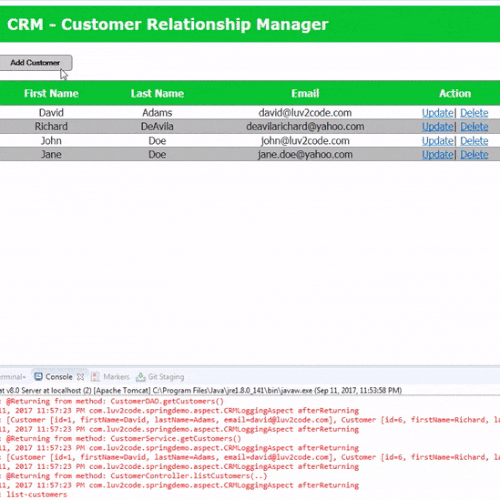 CRM - Customer Relationship Manager
Add Customer
First Name Last Name Email Action
David Adams david@luv2code.com Update| Delete
Richard DeAvila deavilarichard@yahoo.com Update| Delete
John Doe john@luv2code.com Update| Delete
Jane Doe jane.doe@yahoo.com Update| Delete
Console Markers Git Staging
at v8.0 Server at localhost (2) [Apache Tomcat] C:\Program Files\Java\jre1.8.0_141\bin\javaw.exe (Sep 11, 2017, 11:53:58 PM)
: @Returning from method: CustomerDAO.getCustomers()
11, 2017 11:57:23 PM com.luv2code.springdemo.aspect.CRMLoggingAspect afterReturning
: [Customer [id=1, firstName=David, lastName=Adams, email=david@luv2code.com], Customer [id=6, firstName=Richard, la
11, 2017 11:57:23 PM com.luv2code.springdemo.aspect.CRMLoggingAspect afterReturning
: @Returning from method: CustomerService.getCustomers()
11, 2017 11:57:23 PM com.luv2code.springdemo.aspect.CRMLoggingAspect afterReturning
: [Customer [id=1, firstName=David, lastName=Adams, email=david@luv2code.com], Customer [id=6, firstName=Richard, la
11, 2017 11:57:23 PM com.luv2code.springdemo.aspect.CRMLoggingAspect afterReturning
: @Returning from method: CustomerController.listCustomers(..)
11, 2017 11:57:23 PM com.luv2code.springdemo.aspect.CRMLoggingAspect afterReturning
: list-customers